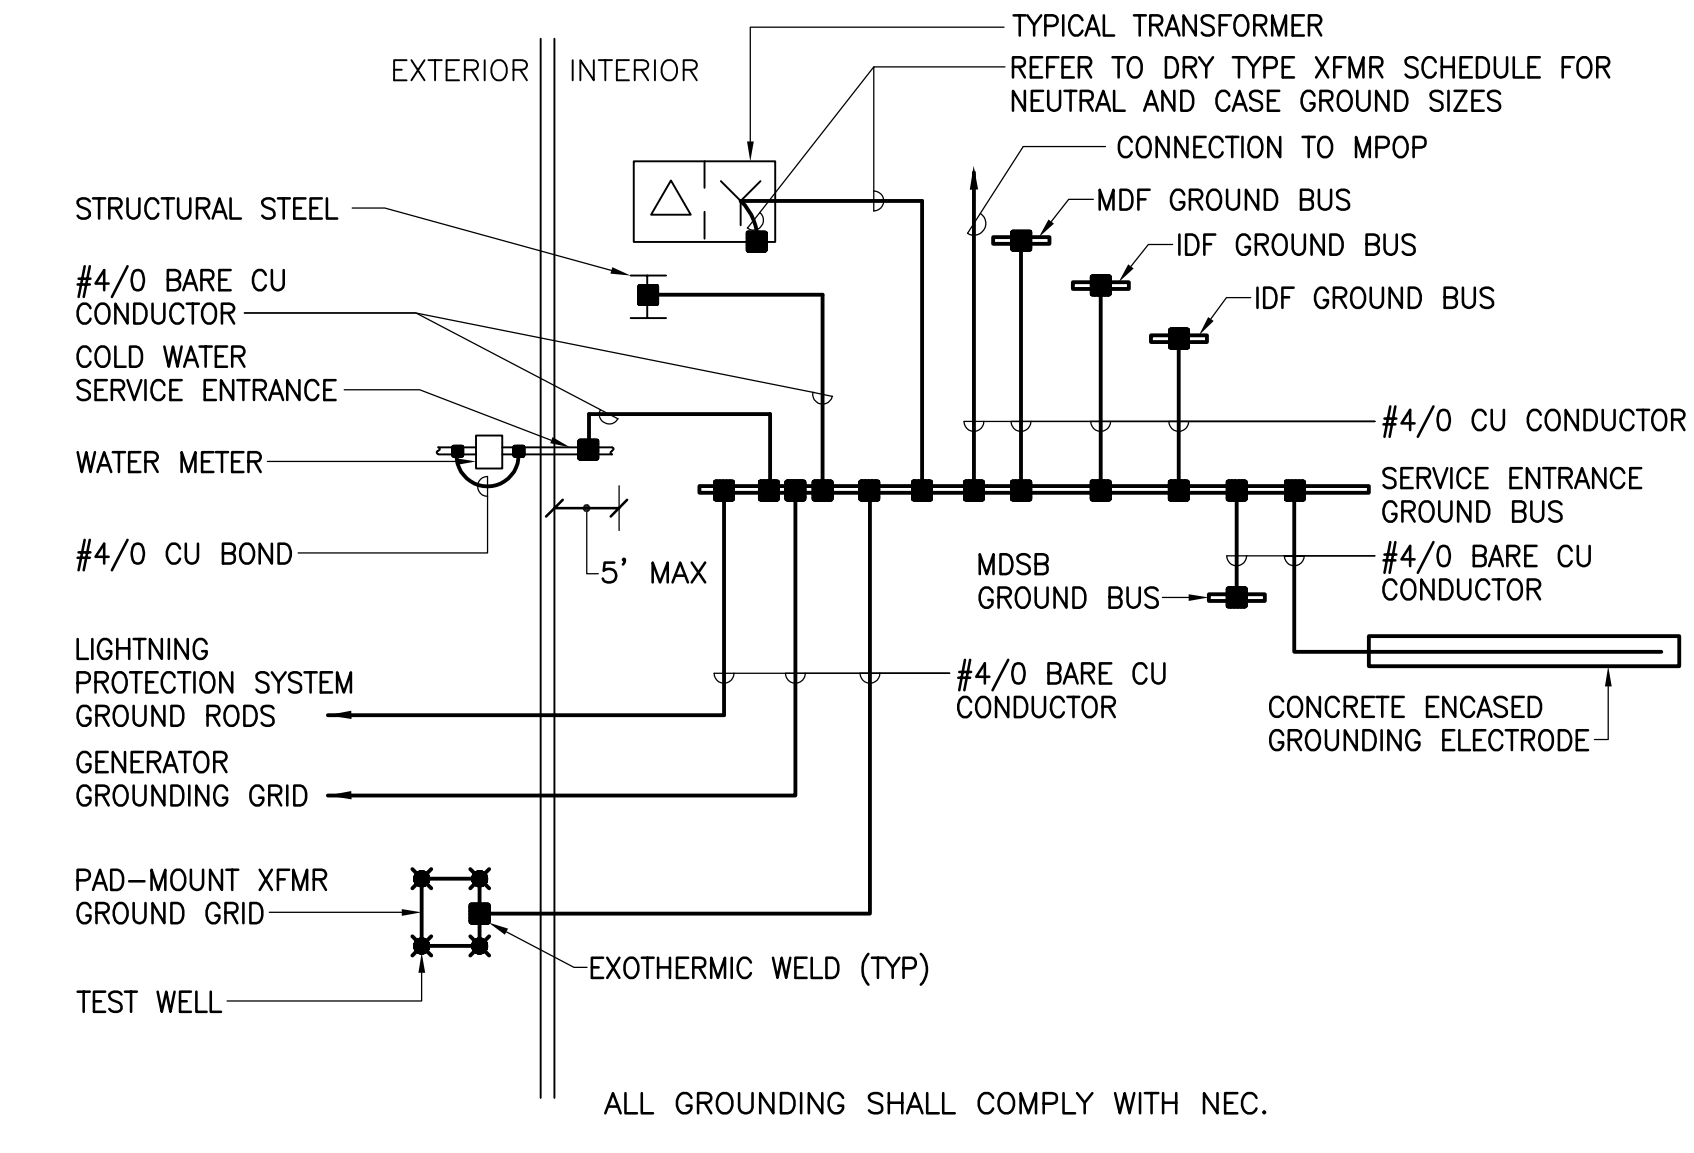 TYPICAL TRANSFORMER
REFER TO DRY TYPE XFMR SCHEDULE FOR
NEUTRAL AND CASE GROUND SIZES
EXTERIOR
INTERIOR
CONNECTION TO MPOP
MDF GROUND BUS
IDF GROUND BUS
IDF GROUND BUS
STRUCTURAL STEEL
#4/0 BARE CU
CONDUCTOR
COLD WATER
SERVICE ENTRANCE
WATER METER
#4/0 CU BOND
5' MAX
#4/0 CU CONDUCTOR
SERVICE ENTRANCE
GROUND BUS
#4/0 BARE CU
CONDUCTOR
MDSB
GROUND BUS
LIGHTNING
PROTECTION SYSTEM
GROUND RODS
#4/0 BARE CU
CONDUCTOR
CONCRETE ENCASED
GROUNDING ELECTRODE
GENERATOR
GROUNDING GRID
PAD-MOUNT XFMR
GROUND GRID
EXOTHERMIC WELD (TYP)
TEST WELL
ALL GROUNDING SHALL COMPLY WITH NEC.